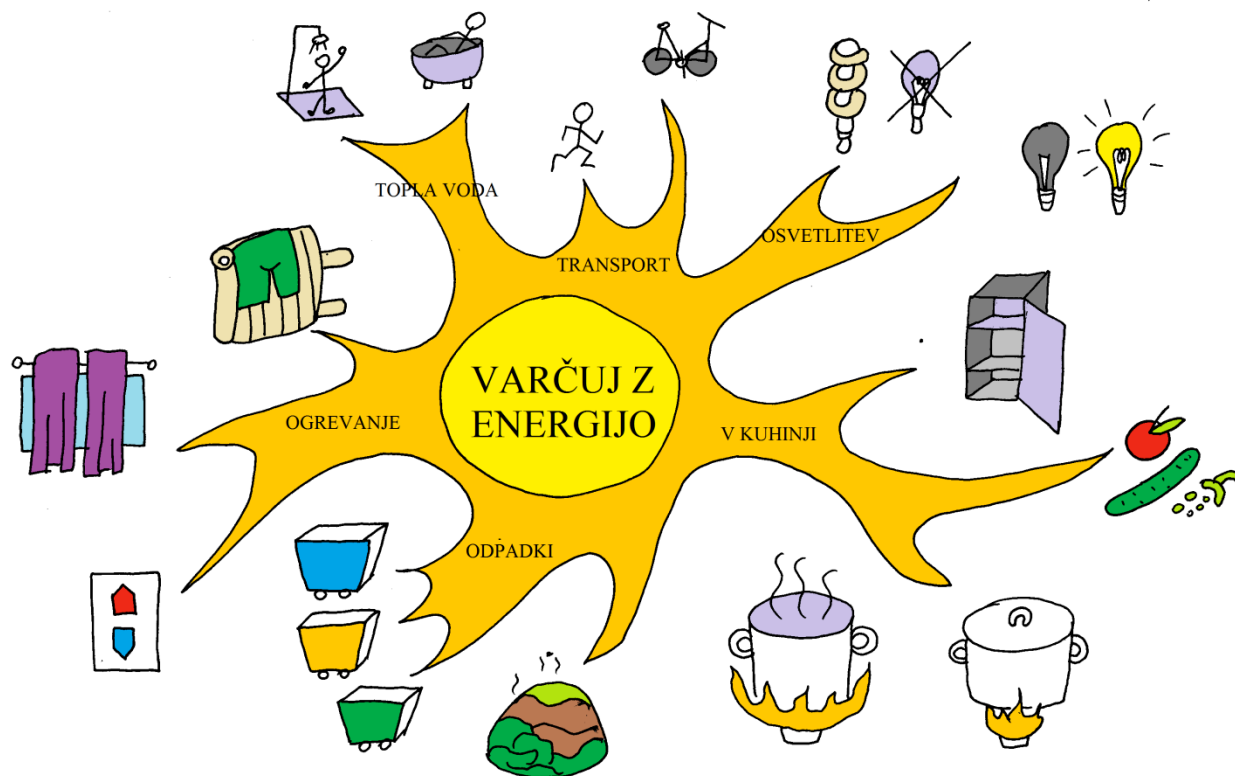 TOPLA VODA
TRANSPORT
OSVETLITEV
VARČUJ Z
ENERGIJO
OGREVANJE
V KUHINJI
ODPADKI